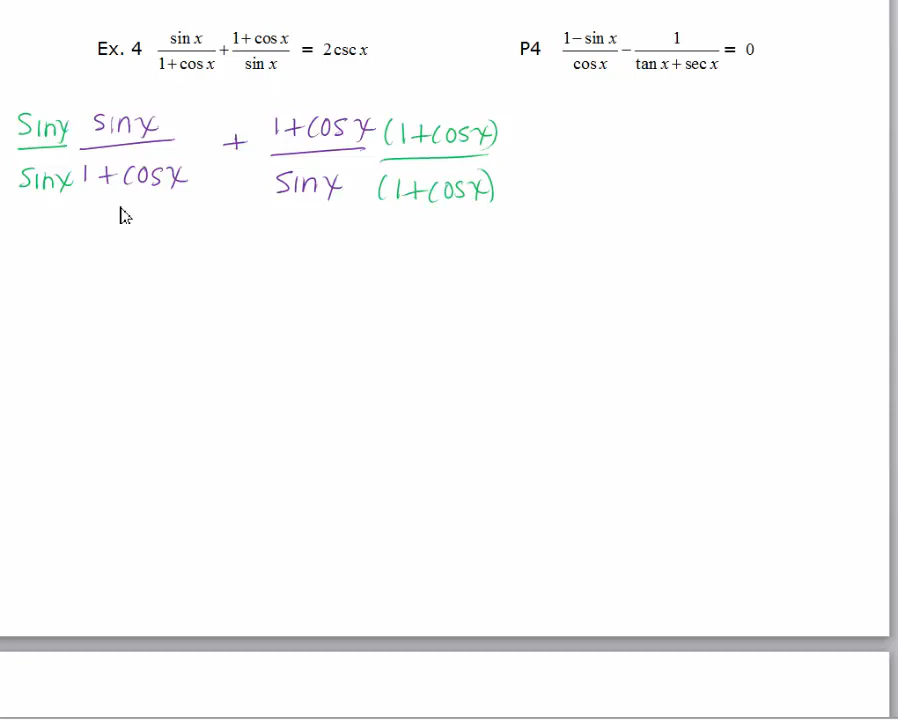 Ex. 4 sin x / 1 + cos x + 1 + cos x / sin x = 2 csc x
P4 1 − sin x / cos x − 1 / tan x + sec x = 0
sinx sinx + 1+cosx (1+cosx)
sinx 1+cosx sinx (1+cosx)